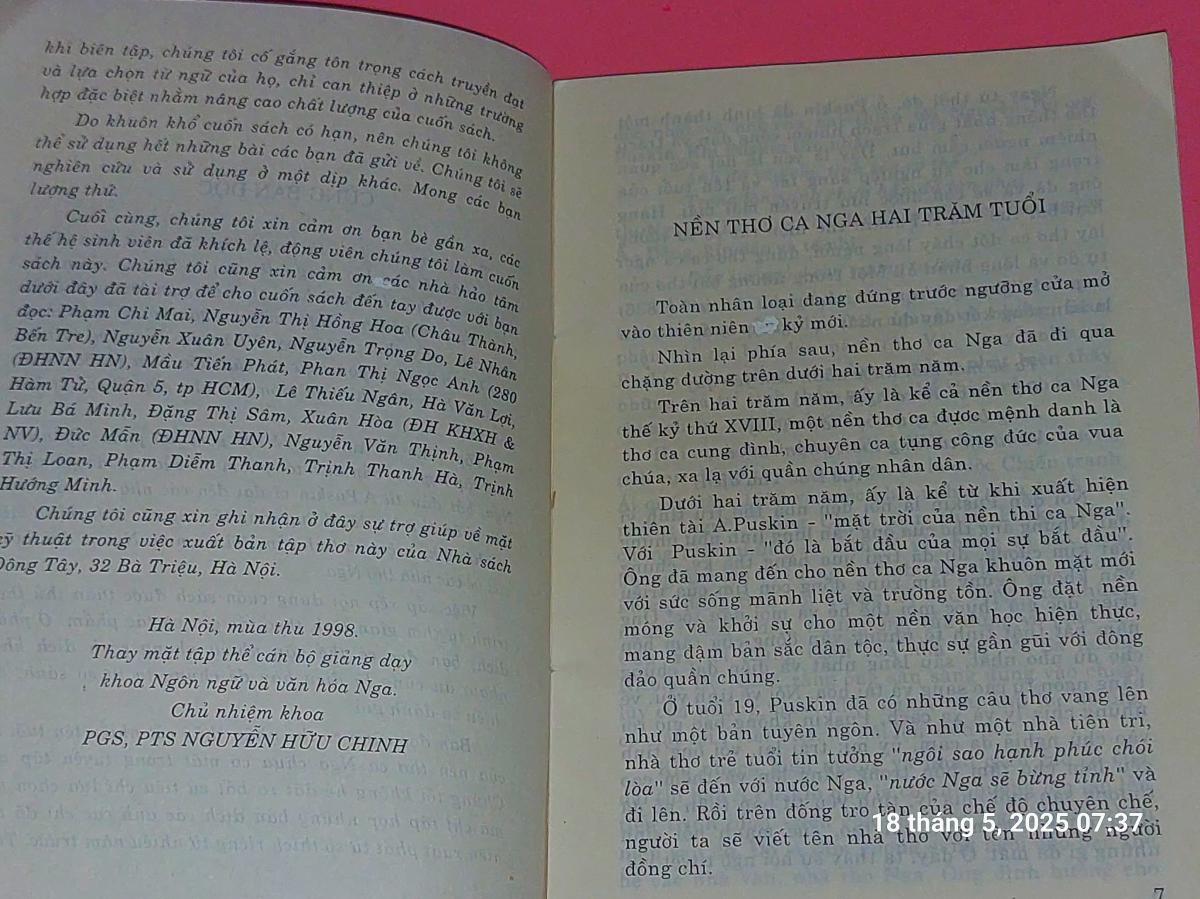 khi biên tập, chúng tôi cố gắng tôn trọng cách truyền đạt
và lựa chọn từ ngữ của họ, chỉ can thiệp ở những trường
hợp đặc biệt nhằm nâng cao chất lượng của cuốn sách.
Do khuôn khổ cuốn sách có hạn, nên chúng tôi không
thể sử dụng hết những bài các bạn đã gửi về. Chúng tôi sẽ
nghiên cứu và sử dụng ở một dịp khác. Mong các bạn
lượng thứ.
Cuối cùng, chúng tôi xin cảm ơn bạn bè gần xa, các
thế hệ sinh viên đã khích lệ, động viên chúng tôi làm cuốn
sách này. Chúng tôi cũng xin cảm ơn các nhà hảo tâm
dưới đây đã tài trợ để cho cuốn sách đến tay được với bạn
đọc: Phạm Chi Mai, Nguyễn Thị Hồng Hoa (Châu Thành,
Bến Tre), Nguyễn Xuân Uyên, Nguyễn Trọng Do, Lê Nhân
(ĐHNN HN), Mầu Tiến Phát, Phan Thị Ngọc Anh (280
Hàm Tử, Quận 5, tp HCM), Lê Thiếu Ngân, Hà Văn Lợi,
Lưu Bá Minh, Đặng Thị Sâm, Xuân Hòa (ĐH KHXH &
NV), Đức Mẫn (ĐHNN HN), Nguyễn Văn Thịnh, Phạm
Thị Loan, Phạm Diễm Thanh, Trịnh Thanh Hà, Trịnh
Hướng Minh.
Chúng tôi cũng xin ghi nhận ở đây sự trợ giúp về mặt
kỹ thuật trong việc xuất bản tập thơ này của Nhà sách
Đông Tây, 32 Bà Triệu, Hà Nội.
Hà Nội, mùa thu 1998.
Thay mặt tập thể cán bộ giảng dạy
khoa Ngôn ngữ và văn hóa Nga.
Chủ nhiệm khoa
PGS, PTS NGUYỄN HỮU CHINH
NỀN THƠ CA NGA HAI TRĂM TUỔI
Toàn nhân loại đang đứng trước ngưỡng cửa mở
vào thiên niên kỷ mới.
Nhìn lại phía sau, nền thơ ca Nga đã đi qua
chặng đường trên dưới hai trăm năm.
Trên hai trăm năm, ấy là kể cả nền thơ ca Nga
thế kỷ thứ XVIII, một nền thơ ca được mệnh danh là
thơ ca cung đình, chuyên ca tụng công đức của vua
chúa, xa lạ với quần chúng nhân dân.
Dưới hai trăm năm, ấy là kể từ khi xuất hiện
thiên tài A.Puskin - "mặt trời của nền thi ca Nga".
Với Puskin - "đó là bắt đầu của mọi sự bắt đầu".
Ông đã mang đến cho nền thơ ca Nga khuôn mặt mới
với sức sống mãnh liệt và trường tồn. Ông đặt nền
móng và khởi sự cho một nền văn học hiện thực,
mang đậm bản sắc dân tộc, thực sự gần gũi với đông
đảo quần chúng.
Ở tuổi 19, Puskin đã có những câu thơ vang lên
như một bản tuyên ngôn. Và như một nhà tiên tri,
nhà thơ trẻ tuổi tin tưởng "ngôi sao hạnh phúc chói
lòa" sẽ đến với nước Nga, "nước Nga sẽ bừng tỉnh" và
đi lên. Rồi trên đống tro tàn của chế độ chuyên chế,
người ta sẽ viết tên nhà thơ với tên những người
đồng chí.
7
18 tháng 5, 2025 07:37